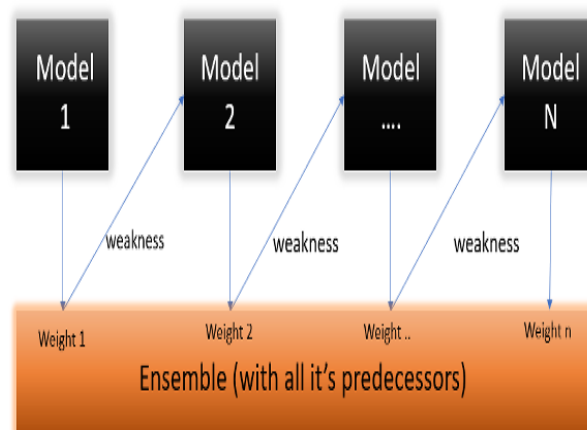 Model
1
Model
2
Model
....
Model
N
weakness
weakness
weakness
Weight 1
Weight 2
Weight ..
Weight n
Ensemble (with all it's predecessors)